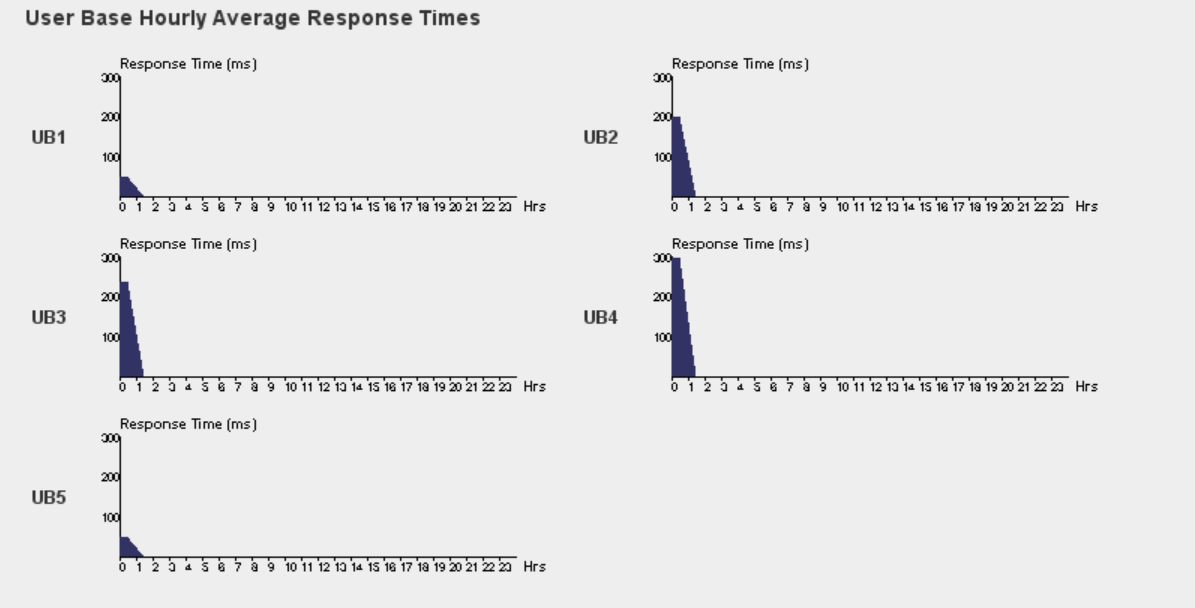 User Base Hourly Average Response Times
UB1
Response Time (ms)
300
200
100
0 1 2 3 4 5 6 7 8 9 10 11 12 13 14 15 16 17 18 19 20 21 22 23 Hrs
UB2
Response Time (ms)
300
200
100
0 1 2 3 4 5 6 7 8 9 10 11 12 13 14 15 16 17 18 19 20 21 22 23 Hrs
UB3
Response Time (ms)
300
200
100
0 1 2 3 4 5 6 7 8 9 10 11 12 13 14 15 16 17 18 19 20 21 22 23 Hrs
UB4
Response Time (ms)
300
200
100
0 1 2 3 4 5 6 7 8 9 10 11 12 13 14 15 16 17 18 19 20 21 22 23 Hrs
UB5
Response Time (ms)
300
200
100
0 1 2 3 4 5 6 7 8 9 10 11 12 13 14 15 16 17 18 19 20 21 22 23 Hrs